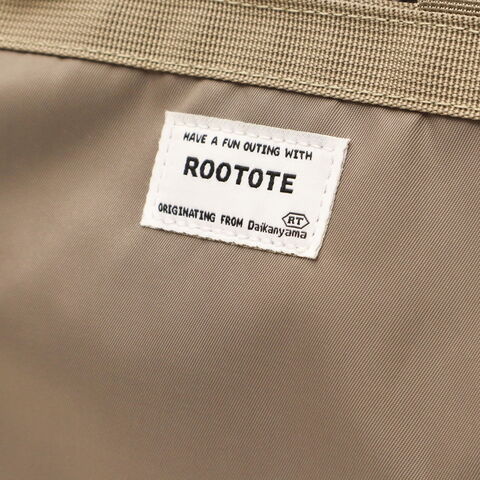 HAVE A FUN OUTING WITH
ROOTOTE
RT
ORIGINATING FROM Daikanyama